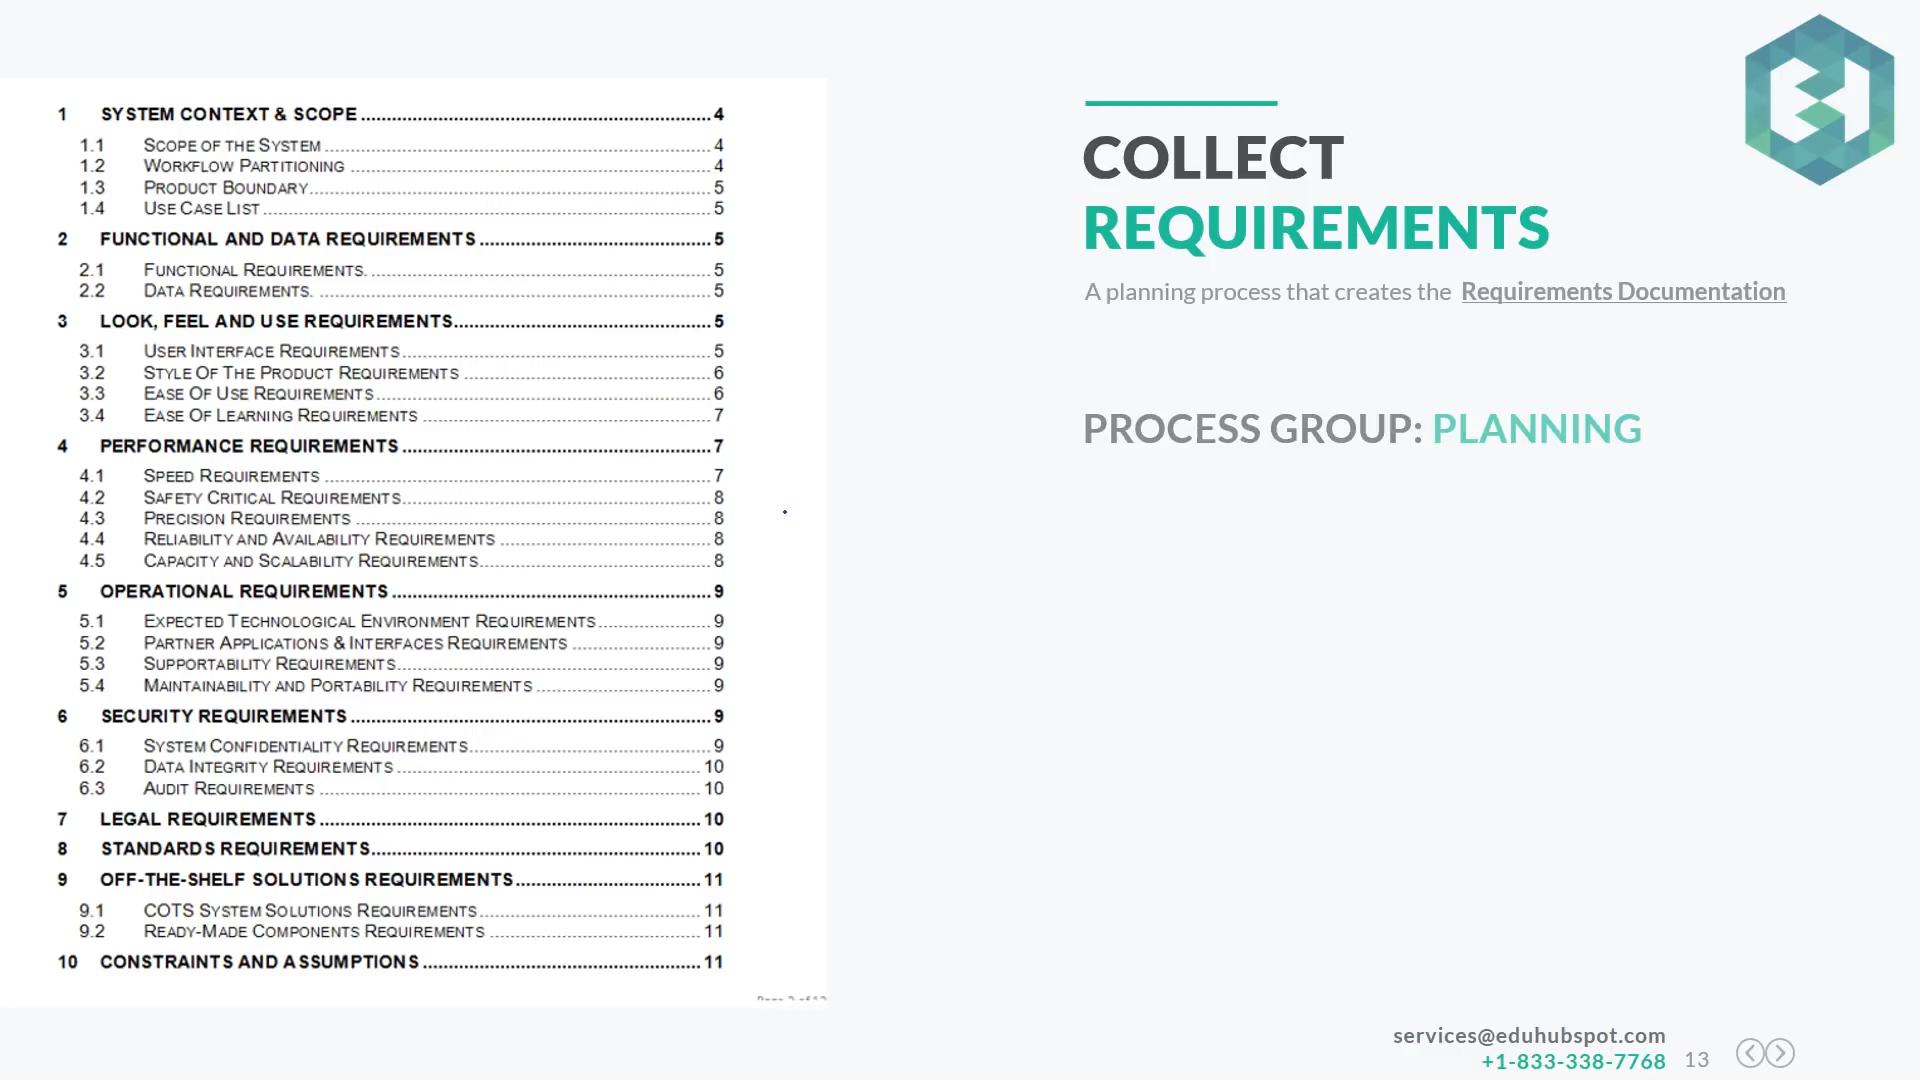 1 SYSTEM CONTEXT & SCOPE 4
1.1 SCOPE OF THE SYSTEM 4
1.2 WORKFLOW PARTITIONING 4
1.3 PRODUCT BOUNDARY 5
1.4 USE CASE LIST 5
2 FUNCTIONAL AND DATA REQUIREMENTS 5
2.1 FUNCTIONAL REQUIREMENTS. 5
2.2 DATA REQUIREMENTS. 5
3 LOOK, FEEL AND USE REQUIREMENTS 5
3.1 USER INTERFACE REQUIREMENTS 5
3.2 STYLE OF THE PRODUCT REQUIREMENTS 6
3.3 EASE OF USE REQUIREMENTS 6
3.4 EASE OF LEARNING REQUIREMENTS 7
4 PERFORMANCE REQUIREMENTS 7
4.1 SPEED REQUIREMENTS 7
4.2 SAFETY CRITICAL REQUIREMENTS 8
4.3 PRECISION REQUIREMENTS 8
4.4 RELIABILITY AND AVAILABILITY REQUIREMENTS 8
4.5 CAPACITY AND SCALABILITY REQUIREMENTS 8
5 OPERATIONAL REQUIREMENTS 9
5.1 EXPECTED TECHNOLOGICAL ENVIRONMENT REQUIREMENTS 9
5.2 PARTNER APPLICATIONS & INTERFACES REQUIREMENTS 9
5.3 SUPPORTABILITY REQUIREMENTS 9
5.4 MAINTAINABILITY AND PORTABILITY REQUIREMENTS 9
6 SECURITY REQUIREMENTS 9
6.1 SYSTEM CONFIDENTIALITY REQUIREMENTS 9
6.2 DATA INTEGRITY REQUIREMENTS 10
6.3 AUDIT REQUIREMENTS 10
7 LEGAL REQUIREMENTS 10
8 STANDARDS REQUIREMENTS 10
9 OFF-THE-SHELF SOLUTIONS REQUIREMENTS 11
9.1 COTS SYSTEM SOLUTIONS REQUIREMENTS 11
9.2 READY-MADE COMPONENTS REQUIREMENTS 11
10 CONSTRAINTS AND ASSUMPTIONS 11
COLLECT
REQUIREMENTS
A planning process that creates the Requirements Documentation
PROCESS GROUP: PLANNING
services@eduhubspot.com
+1-833-338-7768
13